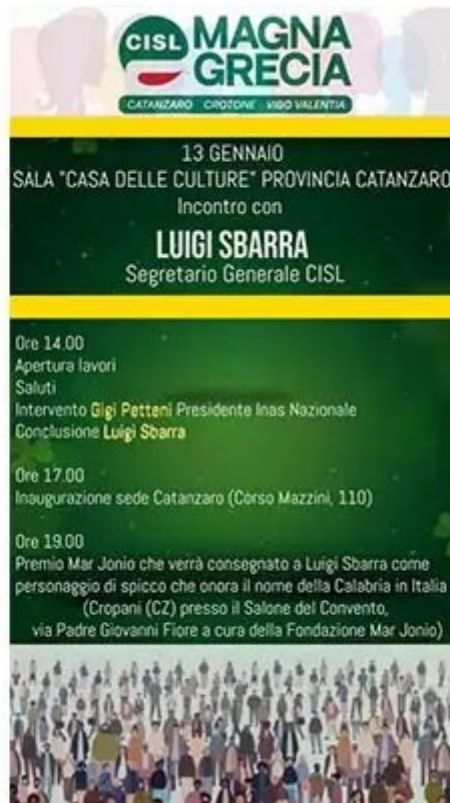 CISL MAGNA
GRECIA
CATANZARO CROTONE VIBO VALENTIA
13 GENNAIO
SALA "CASA DELLE CULTURE" PROVINCIA CATANZARO
Incontro con
LUIGI SBARRA
Segretario Generale CISL
Ore 14.00
Apertura lavori
Saluti
Intervento Gigi Petteni Presidente Inas Nazionale
Conclusione Luigi Sbarra
Ore 17.00
Inaugurazione sede Catanzaro (Corso Mazzini, 110)
Ore 19.00
Premio Mar Jonio che verrà consegnato a Luigi Sbarra come
personaggio di spicco che onora il nome della Calabria in Italia
(Cropani (CZ) presso il Salone del Convento,
via Padre Giovanni Fiore a cura della Fondazione Mar Jonio)